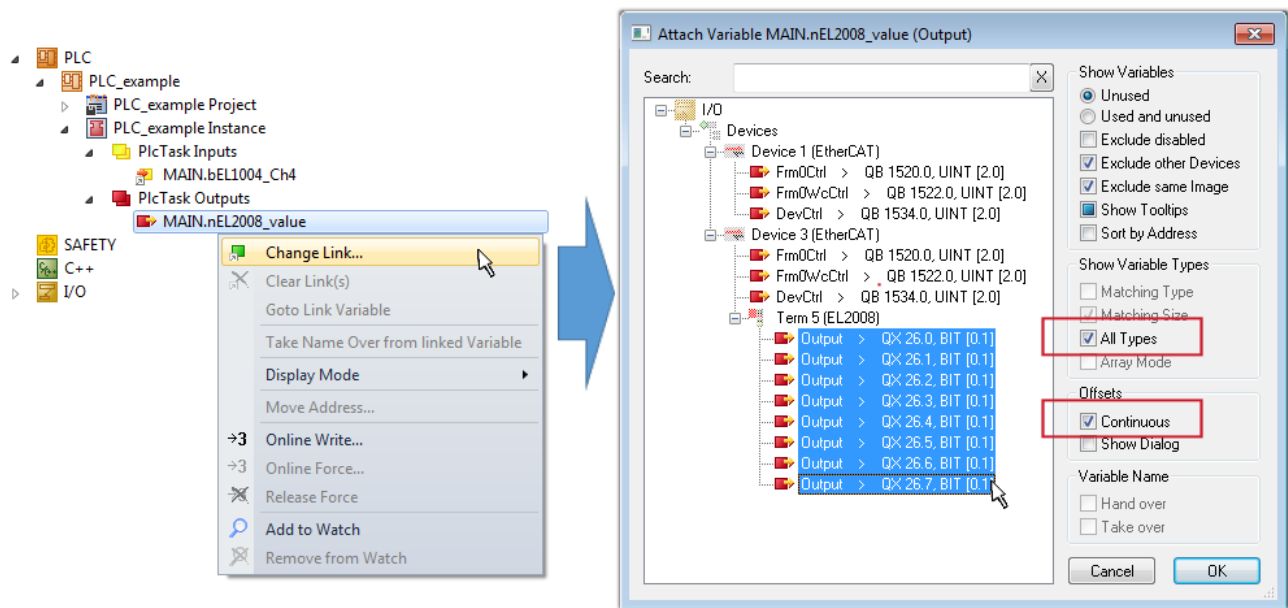 PLC
PLC_example
PLC_example Project
PLC_example Instance
PlcTask Inputs
MAIN.bEL1004_Ch4
PlcTask Outputs
MAIN.nEL2008_value
SAFETY
C++
I/O
Change Link...
Clear Link(s)
Goto Link Variable
Take Name Over from linked Variable
Display Mode
Move Address...
→3 Online Write...
→3 Online Force...
Release Force
Add to Watch
Remove from Watch
Attach Variable MAIN.nEL2008_value (Output)
Search:
I/O
Devices
Device 1 (EtherCAT)
Frm0Ctrl > QB 1520.0, UINT [2.0]
Frm0WcCtrl > QB 1522.0, UINT [2.0]
DevCtrl > QB 1534.0, UINT [2.0]
Device 3 (EtherCAT)
Frm0Ctrl > QB 1520.0, UINT [2.0]
Frm0WcCtrl > QB 1522.0, UINT [2.0]
DevCtrl > QB 1534.0, UINT [2.0]
Term 5 (EL2008)
Output > QX 26.0, BIT [0.1]
Output > QX 26.1, BIT [0.1]
Output > QX 26.2, BIT [0.1]
Output > QX 26.3, BIT [0.1]
Output > QX 26.4, BIT [0.1]
Output > QX 26.5, BIT [0.1]
Output > QX 26.6, BIT [0.1]
Output > QX 26.7, BIT [0.1]
Show Variables
Unused
Used and unused
Exclude disabled
Exclude other Devices
Exclude same Image
Show Tooltips
Sort by Address
Show Variable Types
Matching Type
Matching Size
All Types
Array Mode
Offsets
Continuous
Show Dialog
Variable Name
Hand over
Take over
Cancel
OK